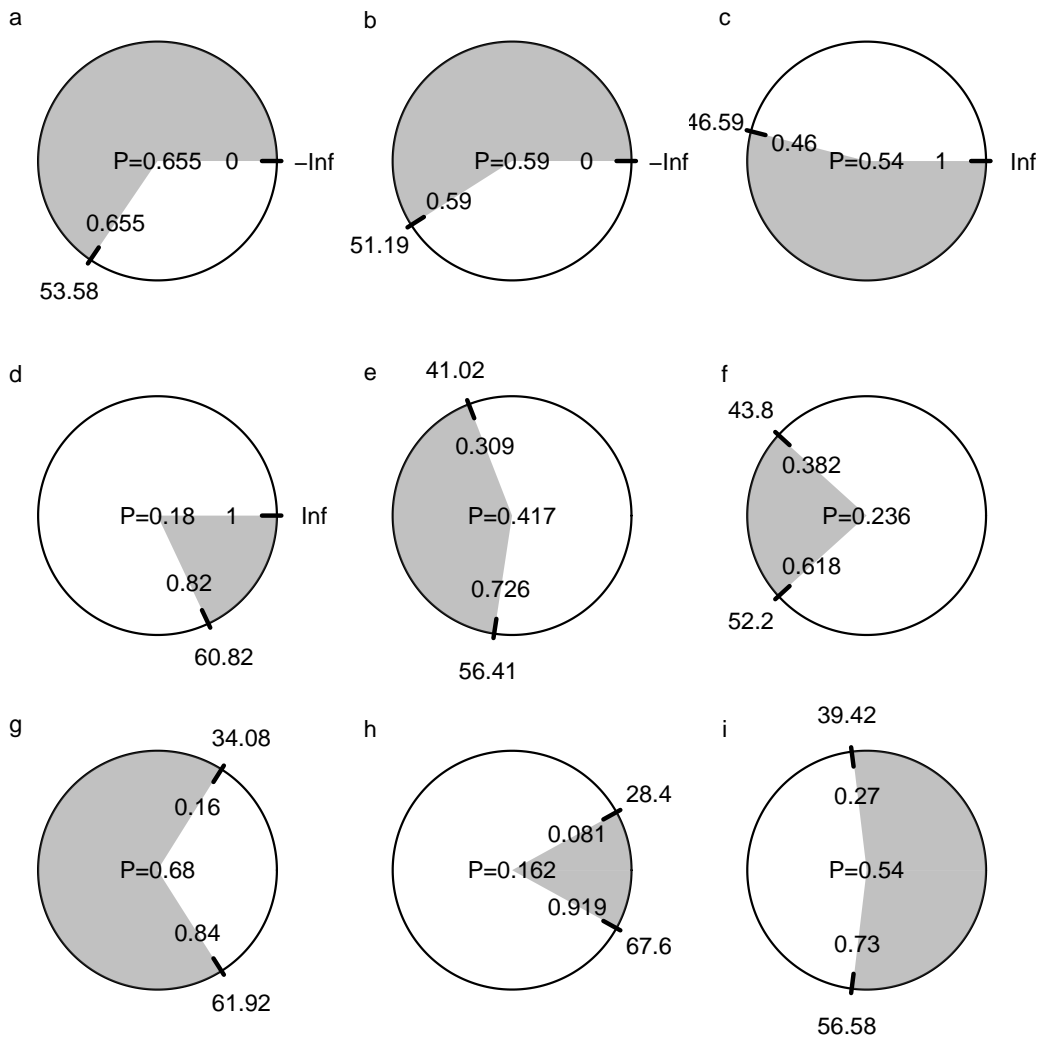 a
P=0.655
0
−Inf
0.655
53.58
b
P=0.59
0
−Inf
0.59
51.19
c
46.59
0.46
P=0.54
1
Inf
d
P=0.18
1
Inf
0.82
60.82
e
41.02
0.309
P=0.417
0.726
56.41
f
43.8
0.382
P=0.236
0.618
52.2
g
34.08
0.16
P=0.68
0.84
61.92
h
28.4
0.081
P=0.162
0.919
67.6
i
39.42
0.27
P=0.54
0.73
56.58